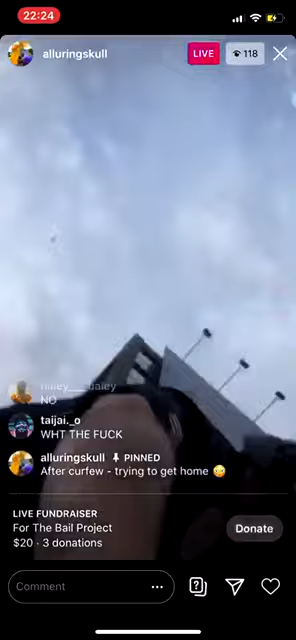 22:24
alluringskull
LIVE
118
NO
taijai._o
WHT THE FUCK
alluringskull PINNED
After curfew - trying to get home
LIVE FUNDRAISER
For The Bail Project
$20 · 3 donations
Donate
Comment